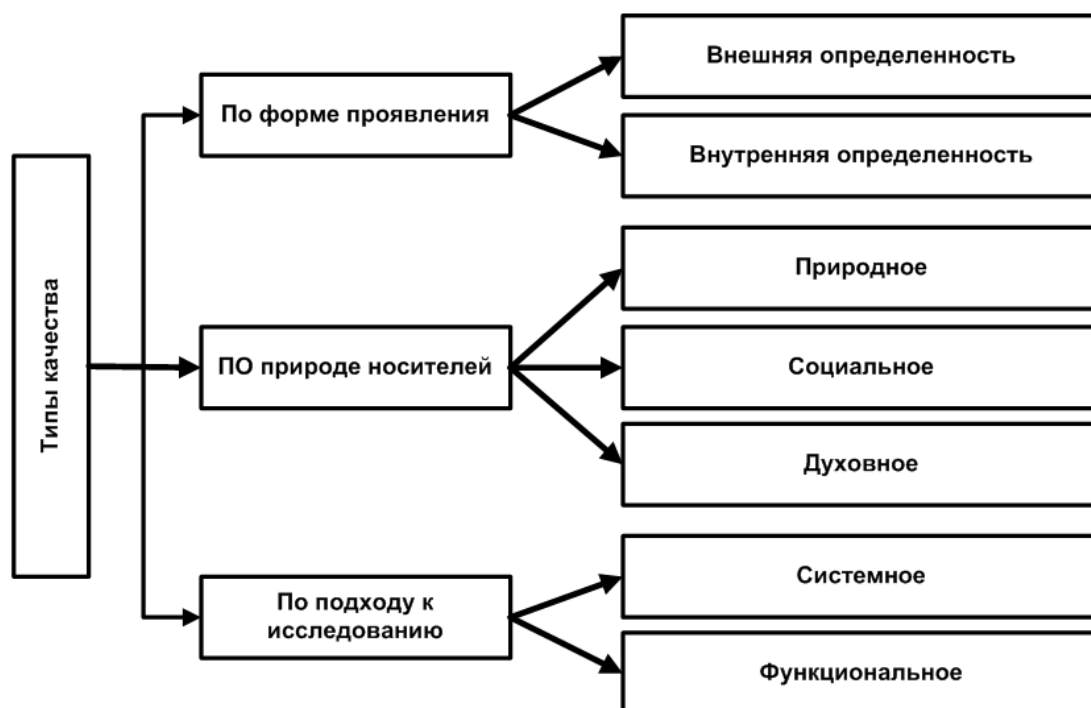 Типы качества
По форме проявления
Внешняя определенность
Внутренняя определенность
ПО природе носителей
Природное
Социальное
Духовное
По подходу к
исследованию
Системное
Функциональное